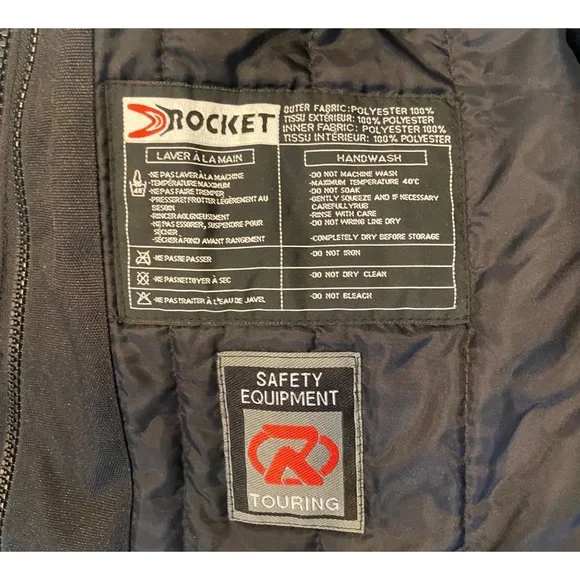 ROCKET
OUTER FABRIC:POLYESTER 100%
TISSU EXTÉRIEUR: POLYESTER 100%
INNER FABRIC:POLYESTER 100%
TISSU INTÉRIEUR: POLYESTER 100%
LAVER À LA MAIN
-NE PAS LAVER À LA MACHINE
-TEMPÉRATURE MAXIMUM
-NE PAS FAIRE TREMPER
-PRESSER ET FROTTER LÉGÈREMENT AU
BESOIN
-RINCER
-NE PAS ESSORER, SUSPENDRE POUR
SÉCHER
-SÉCHER À FOND AVANT RANGEMENT
HANDWASH
-DO NOT MACHINE WASH
-MAXIMUM TEMPERATURE 40°C
-DO NOT SOAK
-GENTLY SQUEEZE AND IF NECESSARY
CAREFULLYRUB
-RINSE WITH CARE
-DO NOT WRING LINE DRY
-COMPLETELY DRY BEFORE STORAGE
-NE PAS REPASSER
-DO NOT IRON
-NE PAS NETTOYER À SEC
-DO NOT DRY CLEAN
-NE PAS TRAITER À L'EAU DE JAVEL
-DO NOT BLEACH
SAFETY
EQUIPMENT
TOURING